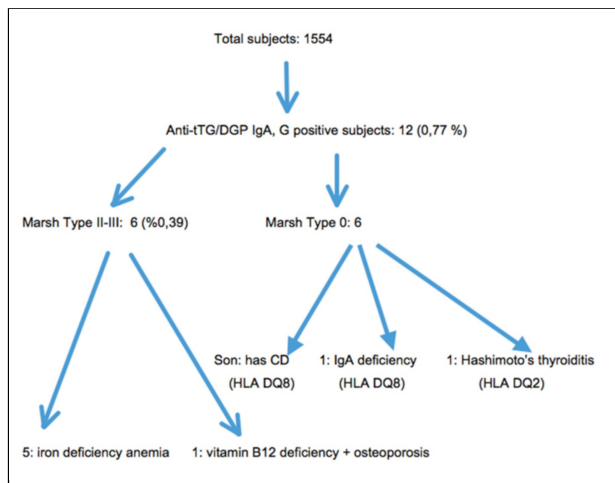 Total subjects: 1554
Anti-tTG/DGP IgA, G positive subjects: 12 (0,77 %)
Marsh Type II-III: 6 (%0,39)
Marsh Type 0: 6
Son: has CD
(HLA DQ8)
1: IgA deficiency
(HLA DQ8)
1: Hashimoto's thyroiditis
(HLA DQ2)
5: iron deficiency anemia
1: vitamin B12 deficiency + osteoporosis